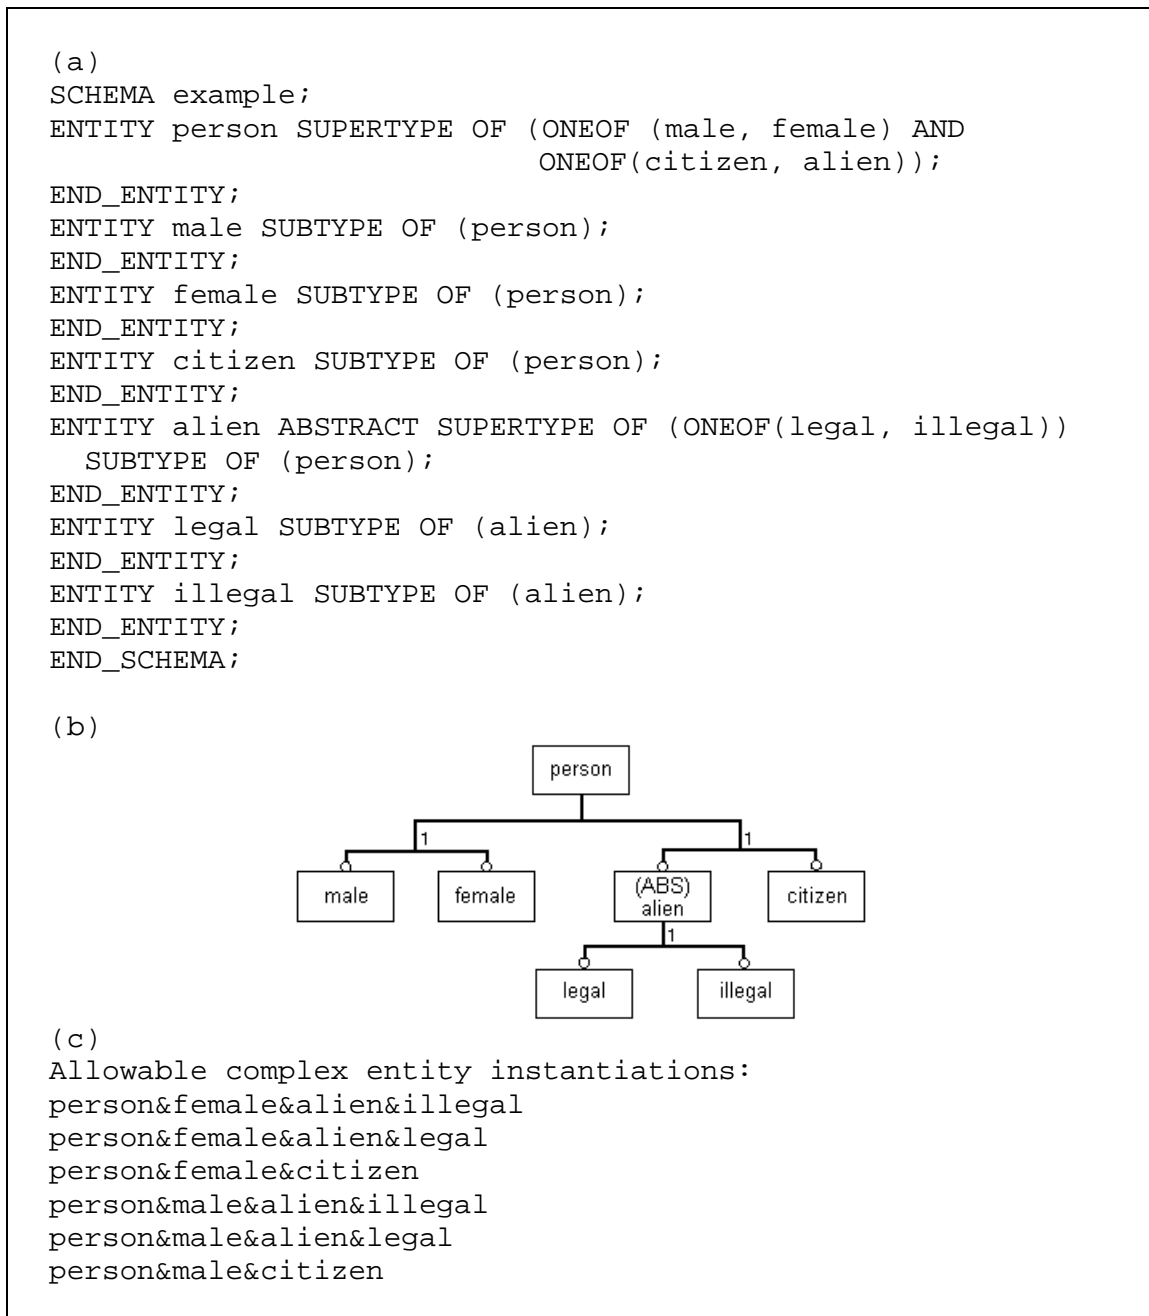 (a)
SCHEMA example;
ENTITY person SUPERTYPE OF (ONEOF (male, female) AND
ONEOF(citizen, alien));
END_ENTITY;
ENTITY male SUBTYPE OF (person);
END_ENTITY;
ENTITY female SUBTYPE OF (person);
END_ENTITY;
ENTITY citizen SUBTYPE OF (person);
END_ENTITY;
ENTITY alien ABSTRACT SUPERTYPE OF (ONEOF(legal, illegal))
SUBTYPE OF (person);
END_ENTITY;
ENTITY legal SUBTYPE OF (alien);
END_ENTITY;
ENTITY illegal SUBTYPE OF (alien);
END_ENTITY;
END_SCHEMA;
(b)
person
1 1
male female (ABS) alien citizen
1
legal illegal
(c)
Allowable complex entity instantiations:
person&female&alien&illegal
person&female&alien&legal
person&female&citizen
person&male&alien&illegal
person&male&alien&legal
person&male&citizen